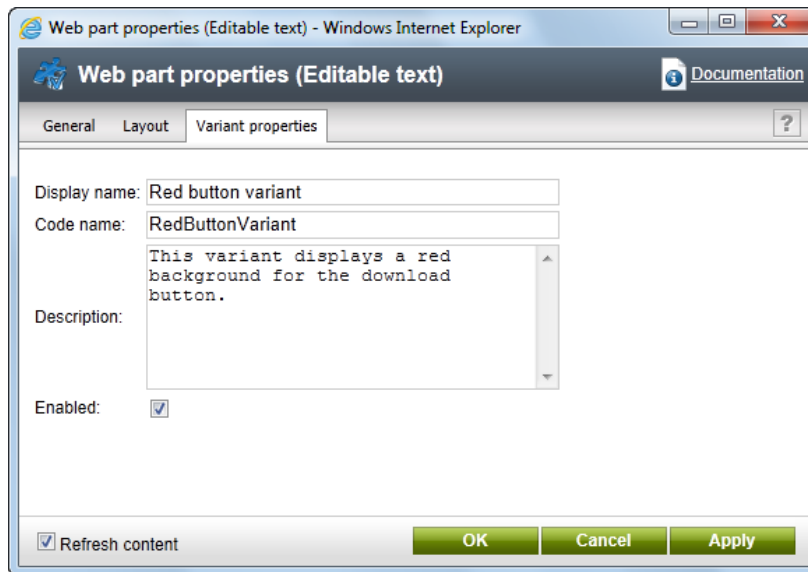 Web part properties (Editable text) - Windows Internet Explorer
Web part properties (Editable text)
Documentation
General Layout Variant properties
?
Display name: Red button variant
Code name: RedButtonVariant
This variant displays a red
background for the download
button.
Description:
Enabled:
Refresh content
OK Cancel Apply